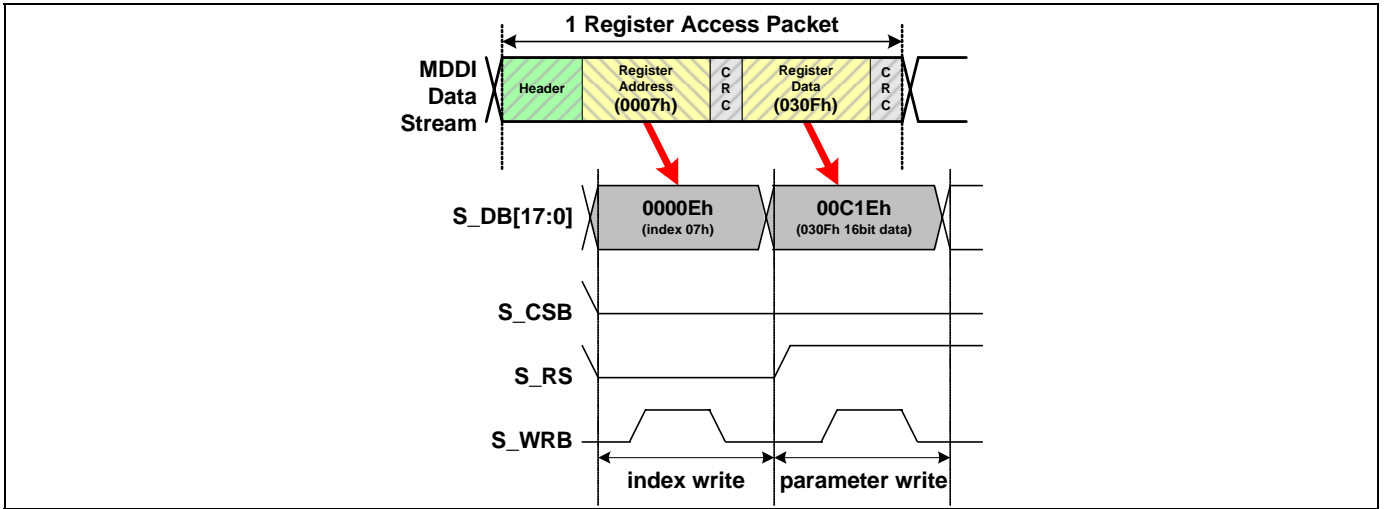 1 Register Access Packet
MDDI
Data
Stream
Header
Register
Address
(0007h)
C
R
C
Register
Data
(030Fh)
C
R
C
S_DB[17:0]
0000Eh
(index 07h)
00C1Eh
(030Fh 16bit data)
S_CSB
S_RS
S_WRB
index write
parameter write